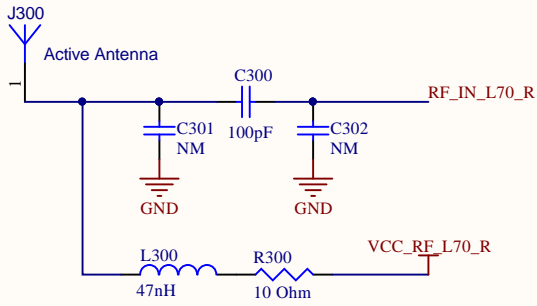 J300
Active Antenna
1
C300
100pF
RF_IN_L70_R
C301
NM
C302
NM
GND
GND
L300
47nH
R300
10 Ohm
VCC_RF_L70_R